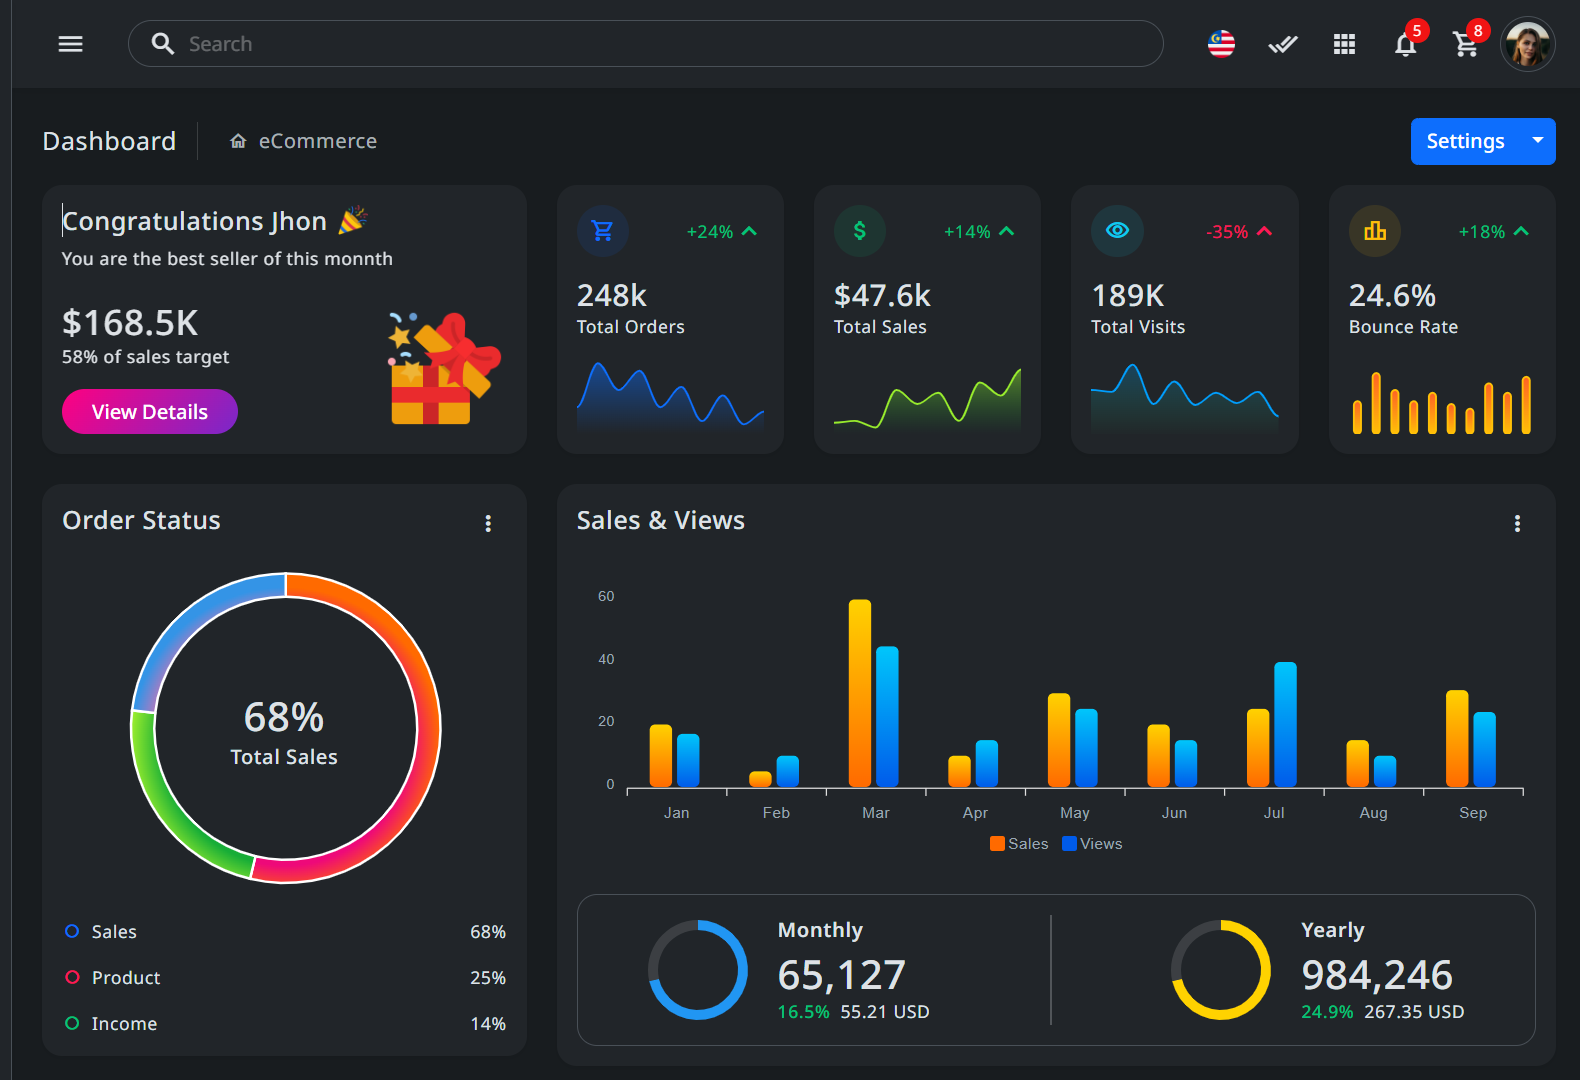 Search
5
8
Dashboard
eCommerce
Settings
Congratulations Jhon 🎉
You are the best seller of this monnth
$168.5K
58% of sales target
View Details
+24%
248k
Total Orders
+14%
$47.6k
Total Sales
-35%
189K
Total Visits
+18%
24.6%
Bounce Rate
Order Status
68%
Total Sales
Sales 68%
Product 25%
Income 14%
Sales & Views
60
40
20
0
Jan Feb Mar Apr May Jun Jul Aug Sep
Sales Views
Monthly
65,127
16.5% 55.21 USD
Yearly
984,246
24.9% 267.35 USD